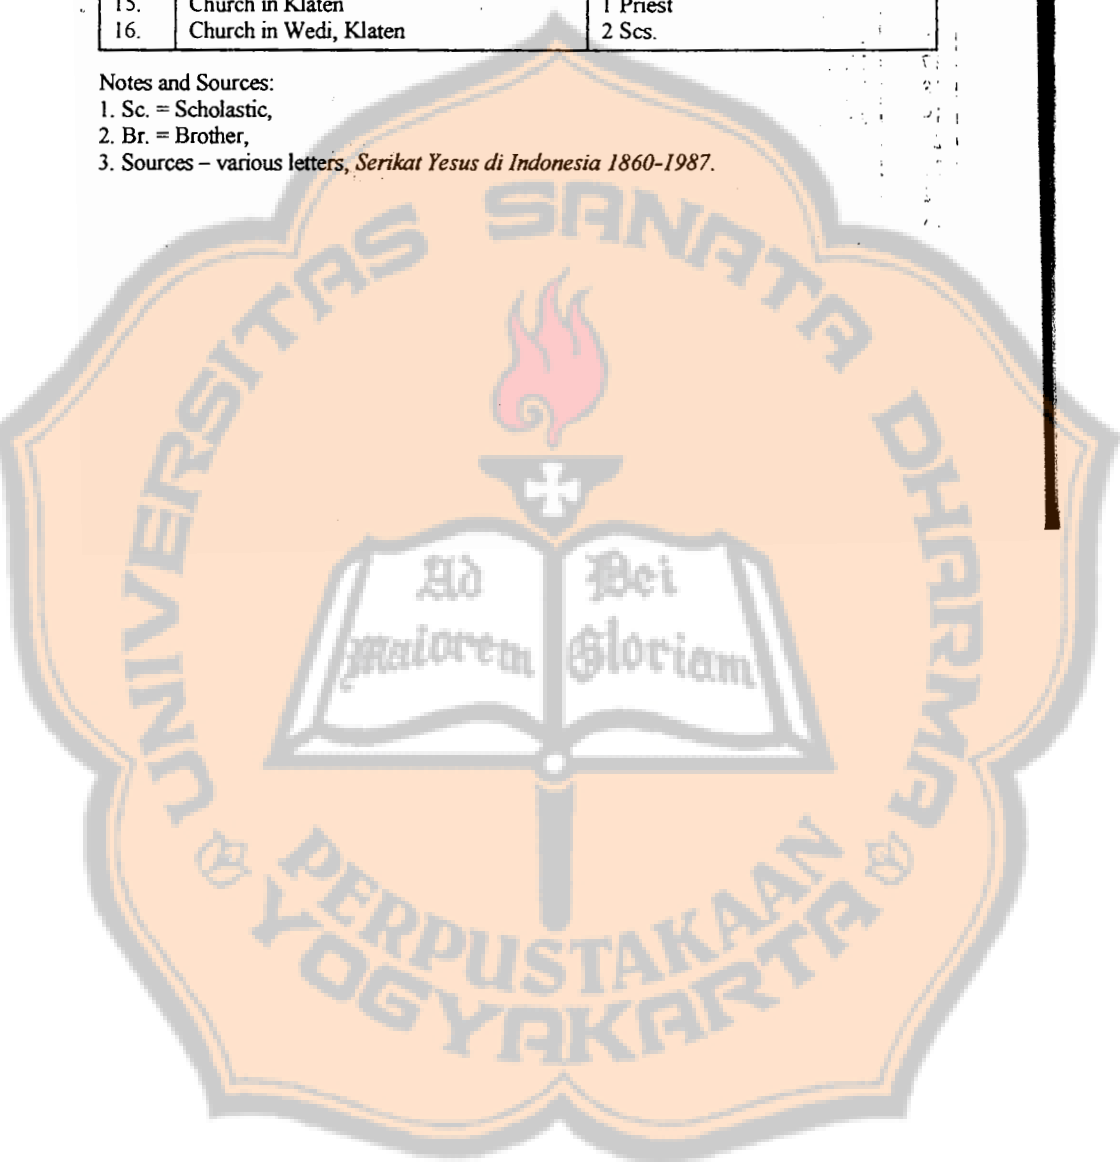 15. Church in Klaten 1 Priest
16. Church in Wedi, Klaten 2 Scs.
Notes and Sources:
1. Sc. = Scholastic,
2. Br. = Brother,
3. Sources – various letters, Serikat Yesus di Indonesia 1860-1987.
UNIVERSITAS SANATA DHARMA
Ad Dei
maiorem Gloriam
PERPUSTAKAAN
YOGYAKARTA